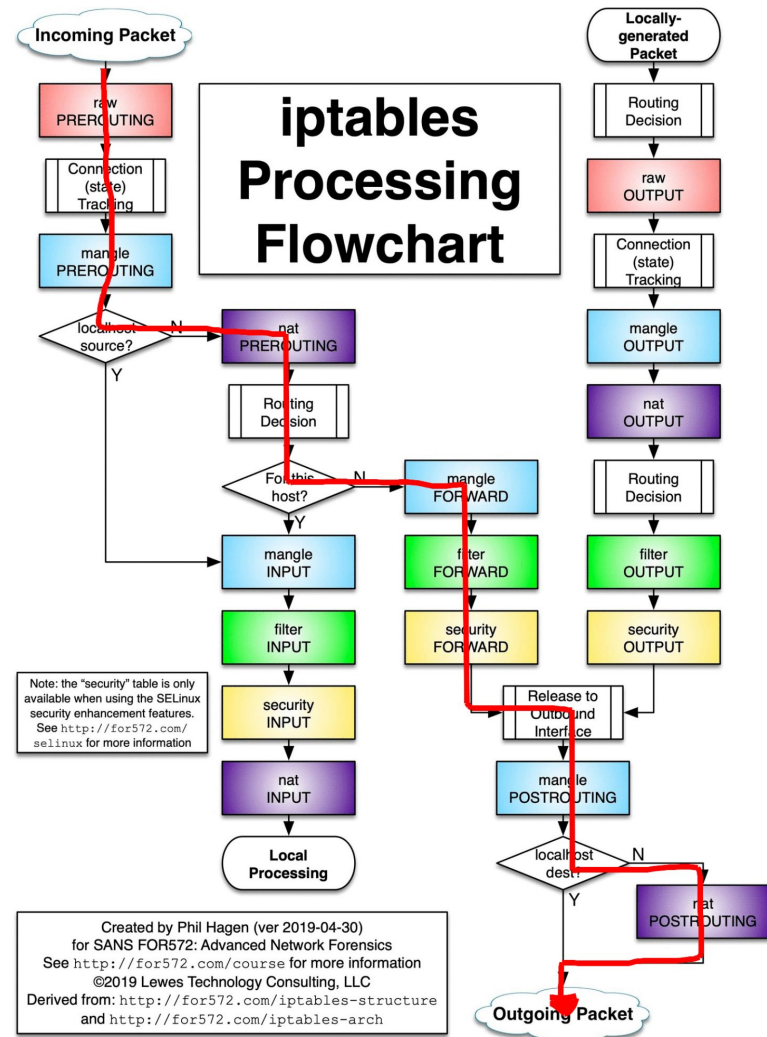 Incoming Packet
raw
PREROUTING
Connection
(state)
Tracking
mangle
PREROUTING
localhost
source?
N
Y
nat
PREROUTING
Routing
Decision
For this
host?
N
Y
mangle
INPUT
filter
INPUT
security
INPUT
nat
INPUT
Local
Processing
mangle
FORWARD
filter
FORWARD
security
FORWARD
iptables
Processing
Flowchart
Locally-
generated
Packet
Routing
Decision
raw
OUTPUT
Connection
(state)
Tracking
mangle
OUTPUT
nat
OUTPUT
Routing
Decision
filter
OUTPUT
security
OUTPUT
Release to
Outbound
Interface
mangle
POSTROUTING
localhost
dest?
N
Y
nat
POSTROUTING
Outgoing Packet
Note: the “security” table is only
available when using the SELinux
security enhancement features.
See http://for572.com/
selinux for more information
Created by Phil Hagen (ver 2019-04-30)
for SANS FOR572: Advanced Network Forensics
See http://for572.com/course for more information
©2019 Lewes Technology Consulting, LLC
Derived from: http://for572.com/iptables-structure
and http://for572.com/iptables-arch